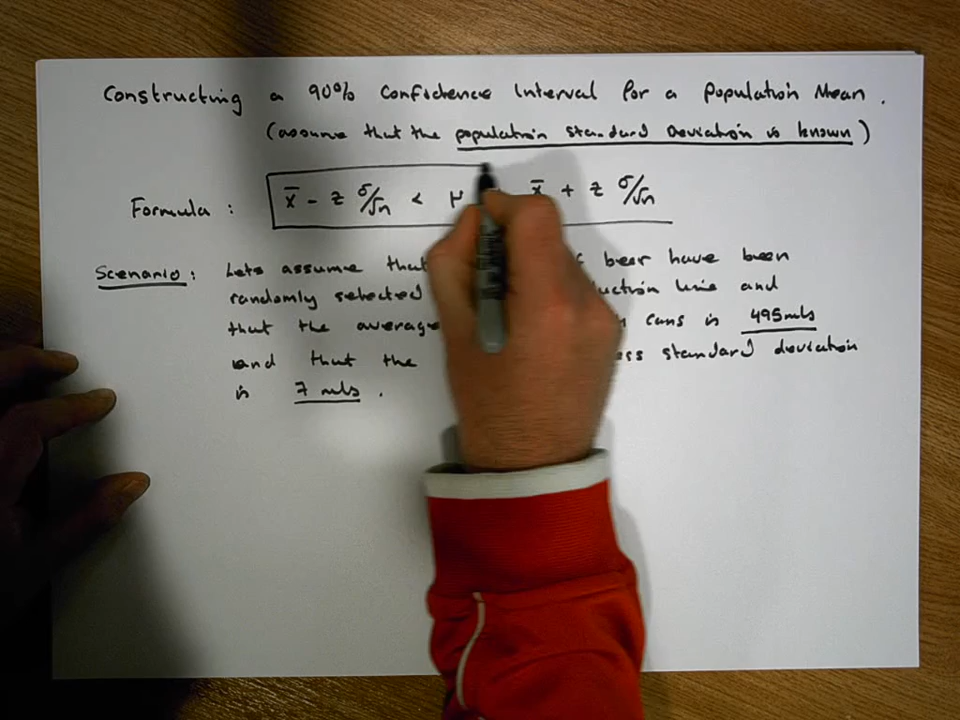 Constructing a 90% Confidence Interval for a Population Mean.
(assume that the population standard deviation is known)
Formula : x̄ - z σ/√n < μ x̄ + z σ/√n
Scenario : Lets assume that beer have been
randomly selected line and
that the average cans is 495mls
and that the standard deviation
is 7 mls.